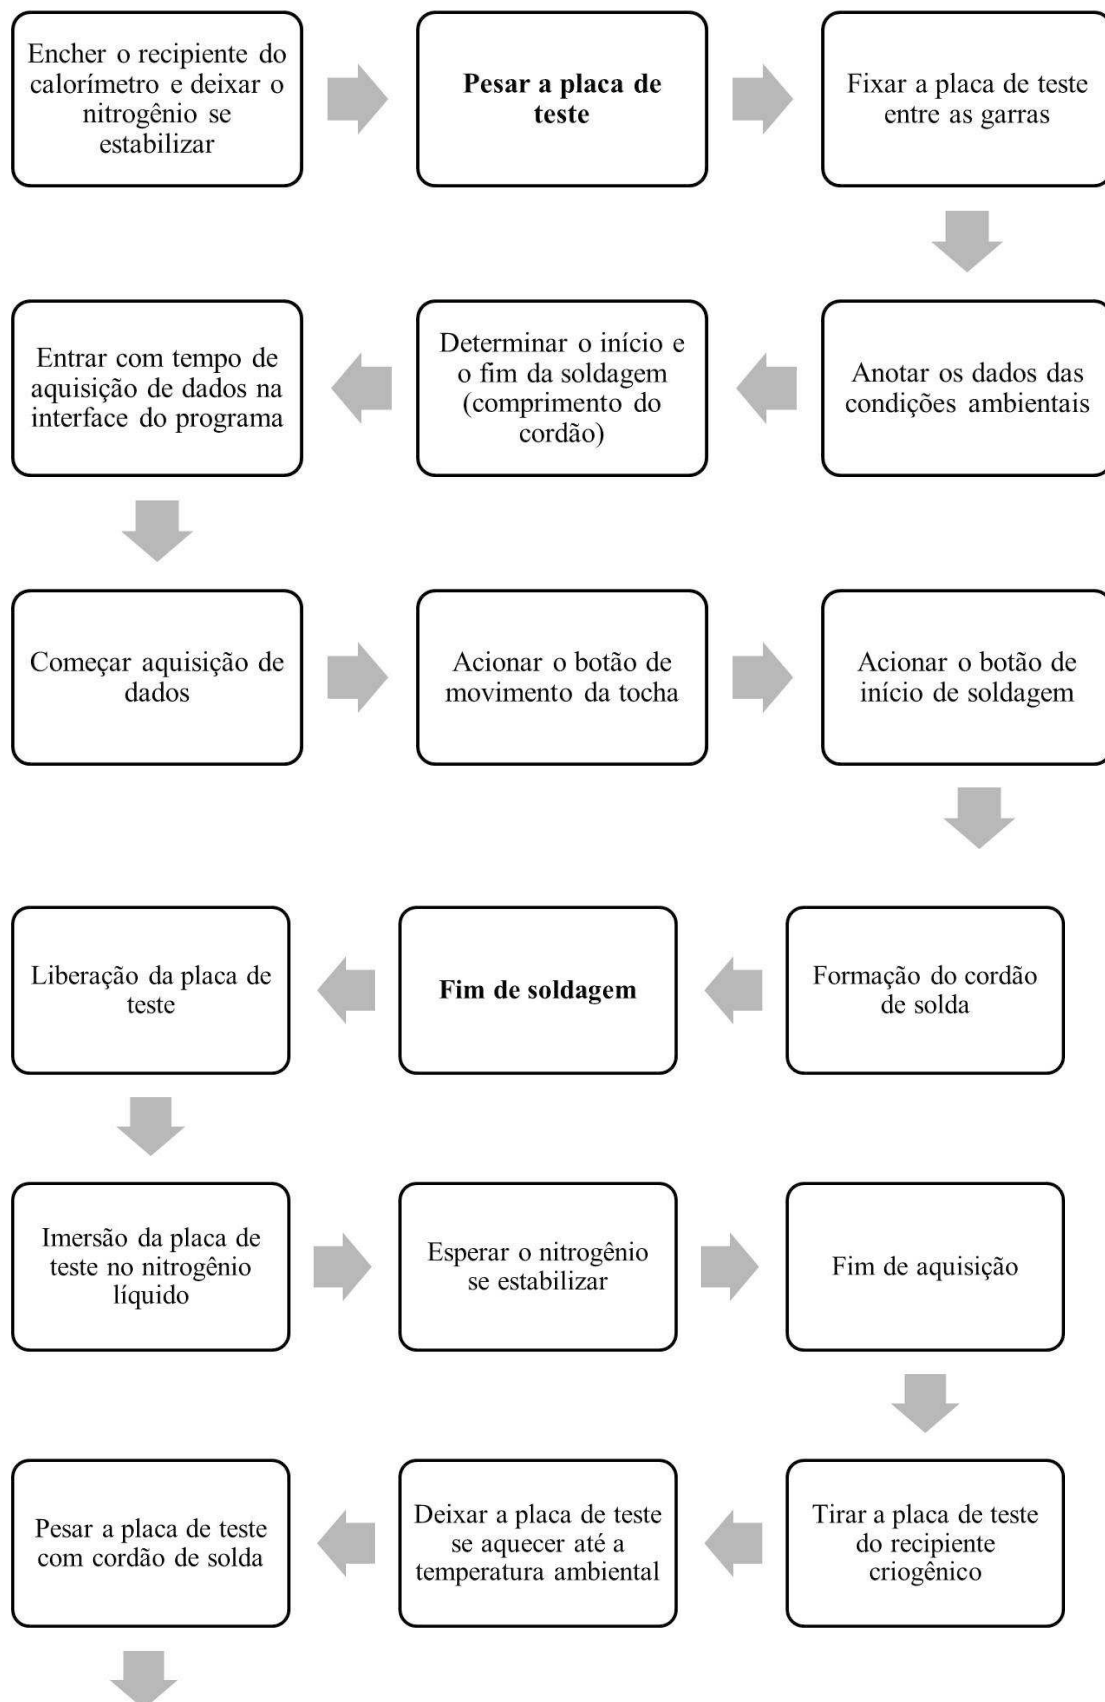 Encher o recipiente do
calorímetro e deixar o
nitrogênio se
estabilizar
Pesar a placa de
teste
Fixar a placa de teste
entre as garras
Anotar os dados das
condições ambientais
Determinar o início e
o fim da soldagem
(comprimento do
cordão)
Entrar com tempo de
aquisição de dados na
interface do programa
Começar aquisição de
dados
Acionar o botão de
movimento da tocha
Acionar o botão de
início de soldagem
Formação do cordão
de solda
Fim de soldagem
Liberação da placa de
teste
Imersão da placa de
teste no nitrogênio
líquido
Esperar o nitrogênio
se estabilizar
Fim de aquisição
Tirar a placa de teste
do recipiente
criogênico
Deixar a placa de teste
se aquecer até a
temperatura ambiental
Pesar a placa de teste
com cordão de solda